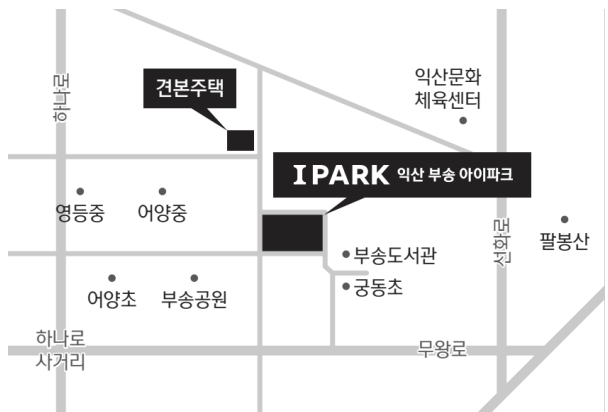 익산문화
체육센터
하나로
견본주택
I PARK 익산 부송 아이파크
영등중
어양중
선화로
팔봉산
부송도서관
궁동초
어양초
부송공원
하나로
사거리
무왕로